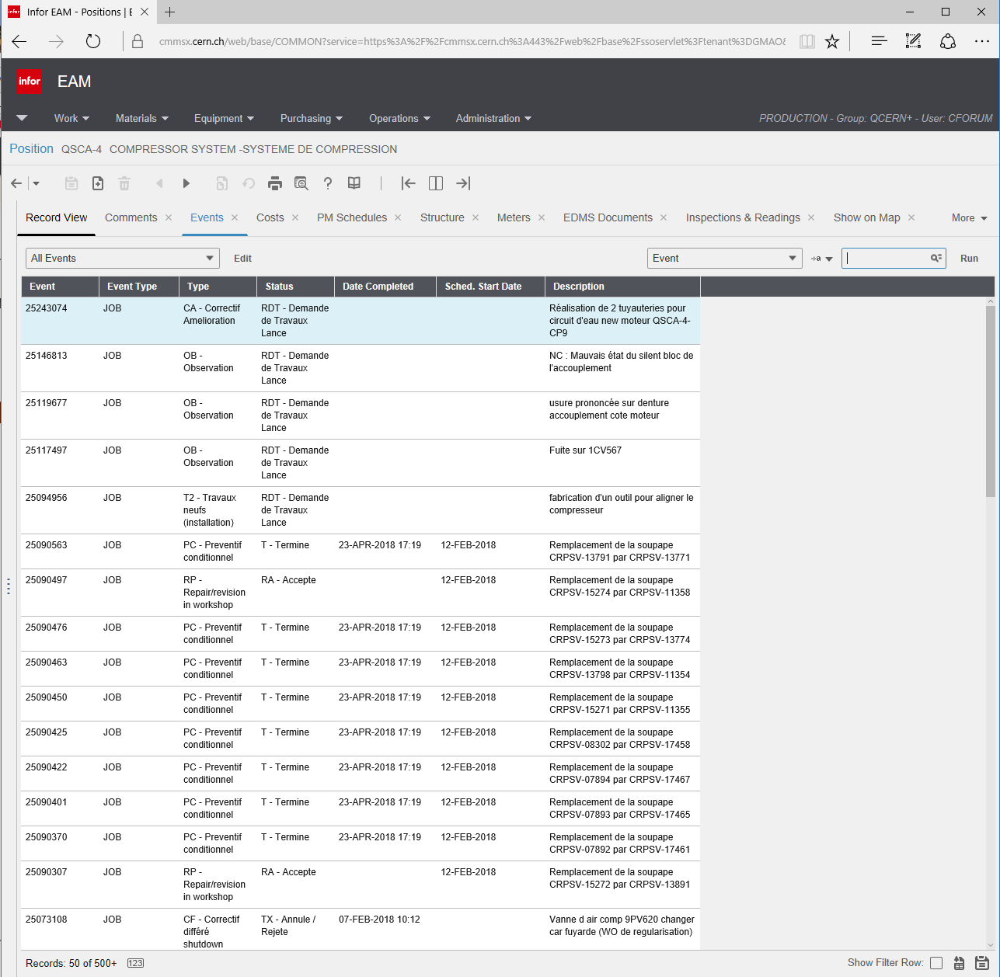 infor Infor EAM - Positions | E
cmmsx.cern.ch/web/base/COMMON?service=https%3A%2F%2Fcmmsx.cern.ch%3A443%2Fweb%2Fbase%2Fssoservlet%3Ftenant%3DGMAO&
infor EAM
Work Materials Equipment Purchasing Operations Administration PRODUCTION - Group: QCERN+ - User: CFORUM
Position QSCA-4 COMPRESSOR SYSTEM -SYSTEME DE COMPRESSION
Record View Comments Events Costs PM Schedules Structure Meters EDMS Documents Inspections & Readings Show on Map More
All Events Edit Event Run
Event Event Type Type Status Date Completed Sched. Start Date Description
25243074 JOB CA - Correctif RDT - Demande Réalisation de 2 tuyauteries pour
Amelioration de Travaux circuit d'eau new moteur QSCA-4-
Lance CP9
25146813 JOB OB - RDT - Demande NC : Mauvais état du silent bloc de
Observation de Travaux l'accouplement
Lance
25119677 JOB OB - RDT - Demande usure prononcée sur denture
Observation de Travaux accouplement cote moteur
Lance
25117497 JOB OB - RDT - Demande Fuite sur 1CV567
Observation de Travaux
Lance
25094956 JOB T2 - Travaux RDT - Demande fabrication d'un outil pour aligner le
neufs de Travaux compresseur
(installation) Lance
25090563 JOB PC - Preventif T - Termine 23-APR-2018 17:19 12-FEB-2018 Remplacement de la soupape
conditionnel CRPSV-13791 par CRPSV-13771
25090497 JOB RP - RA - Accepte 12-FEB-2018 Remplacement de la soupape
Repair/revision CRPSV-15274 par CRPSV-11358
in workshop
25090476 JOB PC - Preventif T - Termine 23-APR-2018 17:19 12-FEB-2018 Remplacement de la soupape
conditionnel CRPSV-15273 par CRPSV-13774
25090463 JOB PC - Preventif T - Termine 23-APR-2018 17:19 12-FEB-2018 Remplacement de la soupape
conditionnel CRPSV-13798 par CRPSV-11354
25090450 JOB PC - Preventif T - Termine 23-APR-2018 17:19 12-FEB-2018 Remplacement de la soupape
conditionnel CRPSV-15271 par CRPSV-11355
25090425 JOB PC - Preventif T - Termine 23-APR-2018 17:19 12-FEB-2018 Remplacement de la soupape
conditionnel CRPSV-08302 par CRPSV-17458
25090422 JOB PC - Preventif T - Termine 23-APR-2018 17:19 12-FEB-2018 Remplacement de la soupape
conditionnel CRPSV-07894 par CRPSV-17467
25090401 JOB PC - Preventif T - Termine 23-APR-2018 17:19 12-FEB-2018 Remplacement de la soupape
conditionnel CRPSV-07893 par CRPSV-17465
25090370 JOB PC - Preventif T - Termine 23-APR-2018 17:19 12-FEB-2018 Remplacement de la soupape
conditionnel CRPSV-07892 par CRPSV-17461
25090307 JOB RP - RA - Accepte 12-FEB-2018 Remplacement de la soupape
Repair/revision CRPSV-15272 par CRPSV-13891
in workshop
25073108 JOB CF - Correctif TX - Annule / 07-FEB-2018 10:12 Vanne d air comp 9PV620 changer
différé Rejete car fuyarde (WO de regularisation)
shutdown
Records: 50 of 500+ 123 Show Filter Row: